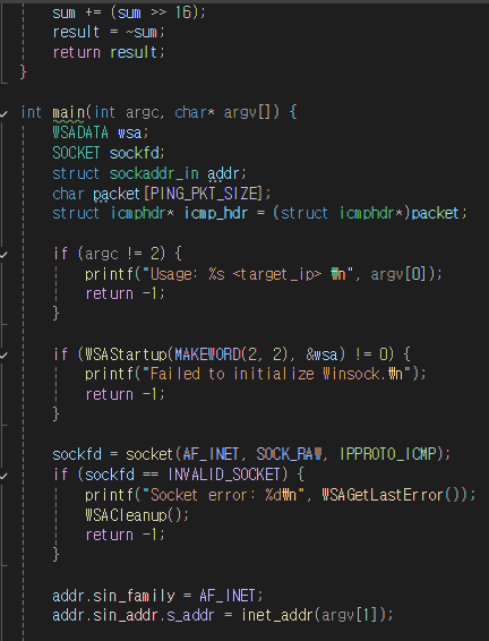 sum += (sum >> 16);
result = ~sum;
return result;
}
int main(int argc, char* argv[]) {
WSADATA wsa;
SOCKET sockfd;
struct sockaddr_in addr;
char packet[PING_PKT_SIZE];
struct icmphdr* icmp_hdr = (struct icmphdr*)packet;
if (argc != 2) {
printf("Usage: %s <target_ip> ₩n", argv[0]);
return -1;
}
if (WSAStartup(MAKEWORD(2, 2), &wsa) != 0) {
printf("Failed to initialize Winsock.₩n");
return -1;
}
sockfd = socket(AF_INET, SOCK_RAW, IPPROTO_ICMP);
if (sockfd == INVALID_SOCKET) {
printf("Socket error: %d₩n", WSAGetLastError());
WSACleanup();
return -1;
}
addr.sin_family = AF_INET;
addr.sin_addr.s_addr = inet_addr(argv[1]);